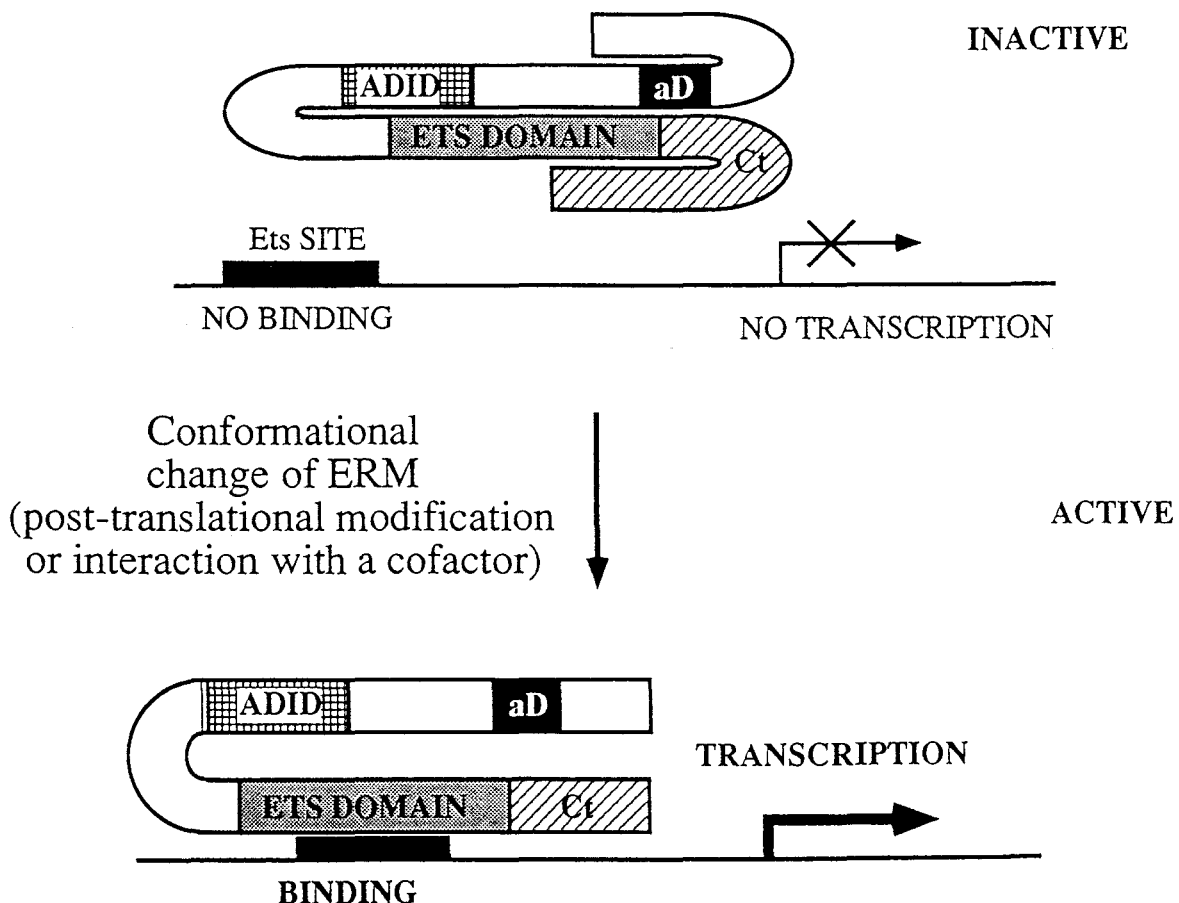 INACTIVE
ADID
aD
ETS DOMAIN
Ct
Ets SITE
NO BINDING
NO TRANSCRIPTION
Conformational
change of ERM
(post-translational modification
or interaction with a cofactor)
ACTIVE
ADID
aD
TRANSCRIPTION
ETS DOMAIN
Ct
BINDING